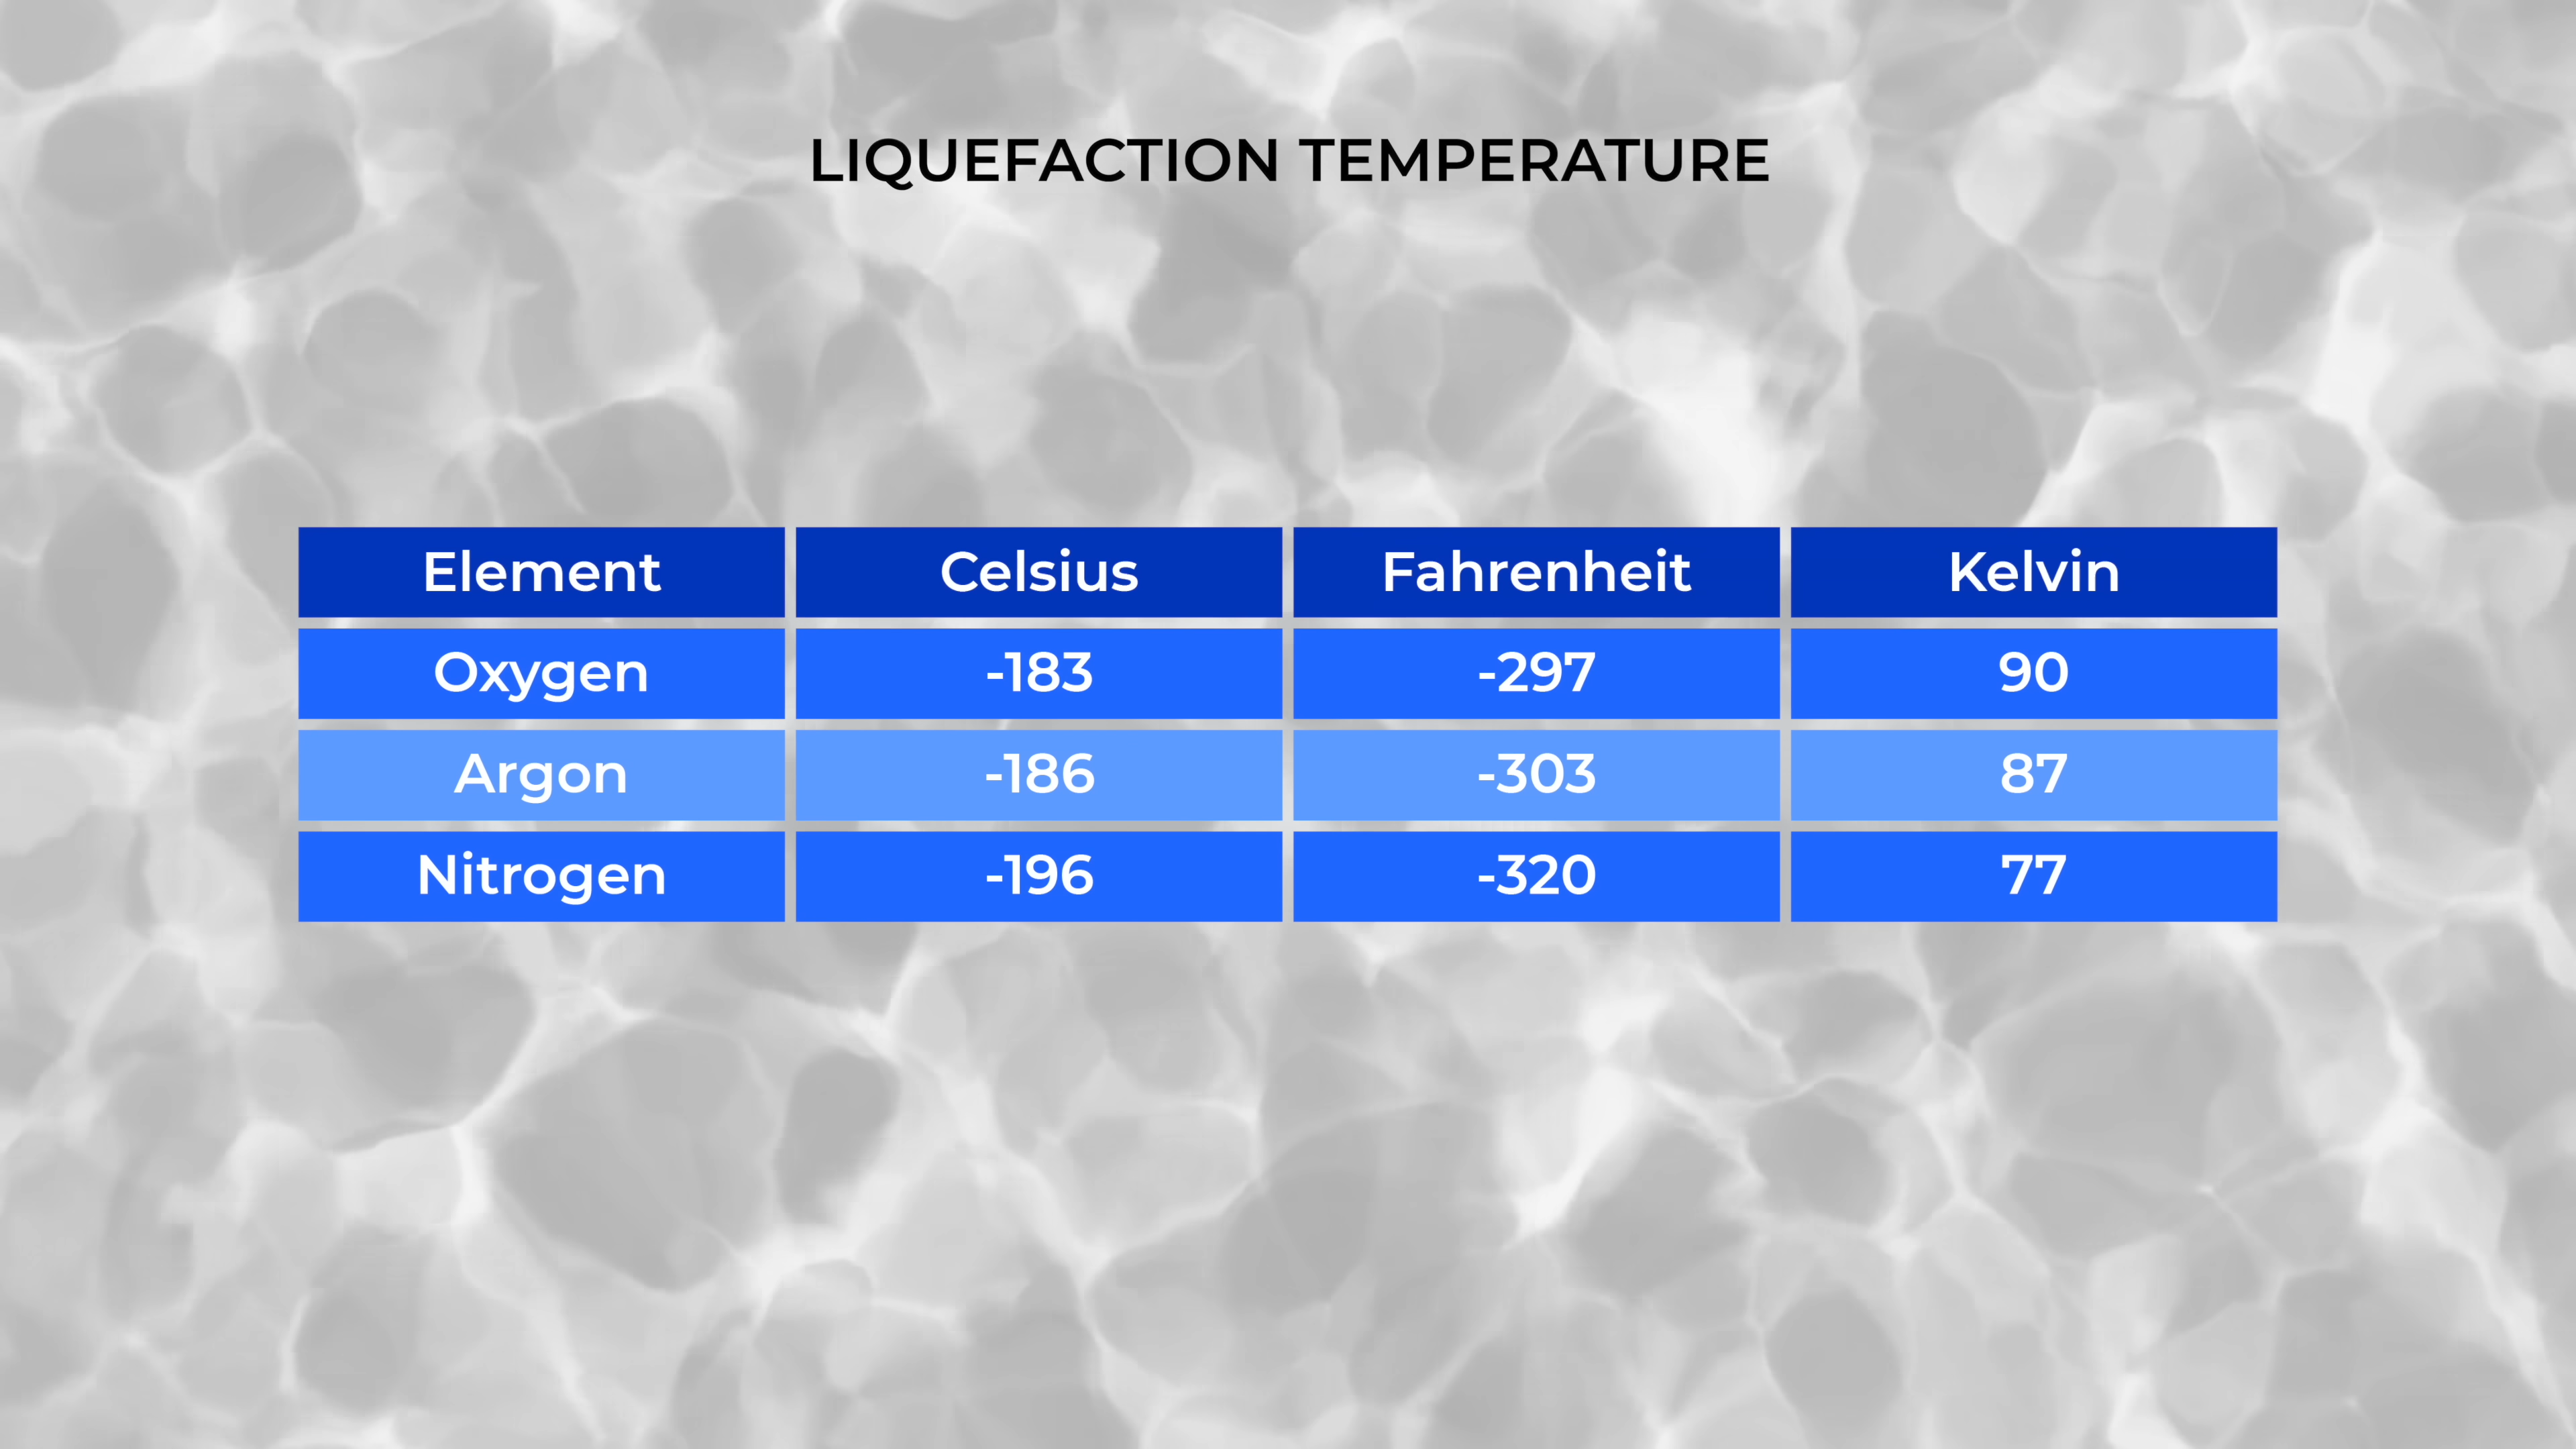 LIQUEFACTION TEMPERATURE
Element Celsius Fahrenheit Kelvin
Oxygen -183 -297 90
Argon -186 -303 87
Nitrogen -196 -320 77